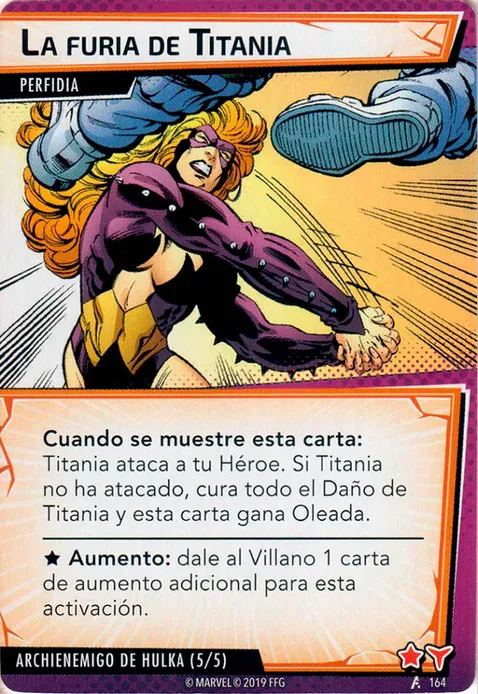 La furia de Titania
PERFIDIA
Cuando se muestre esta carta:
Titania ataca a tu Héroe. Si Titania
no ha atacado, cura todo el Daño de
Titania y esta carta gana Oleada.
★ Aumento: dale al Villano 1 carta
de aumento adicional para esta
activación.
ARCHIENEMIGO DE HULKA (5/5)
© MARVEL © 2019 FFG
164